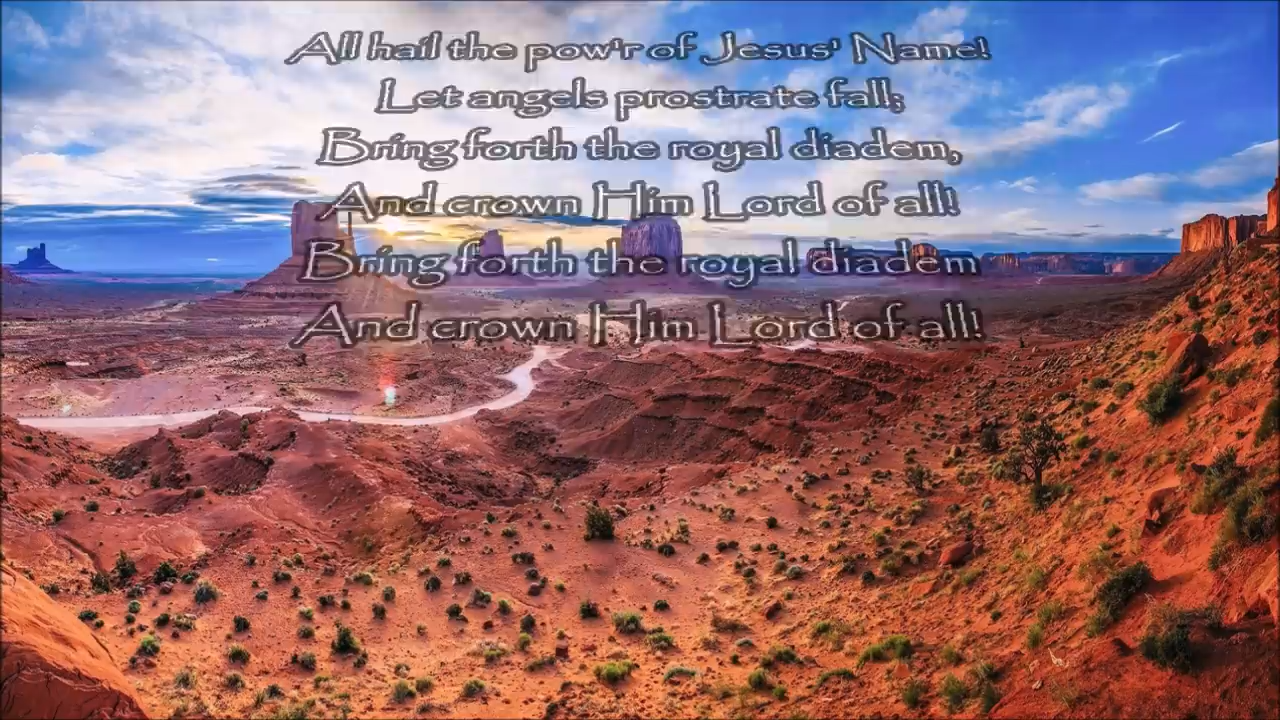 All hail the pow'r of Jesus' Name!
Let angels prostrate fall;
Bring forth the royal diadem,
And crown Him Lord of all!
Bring forth the royal diadem
And crown Him Lord of all!